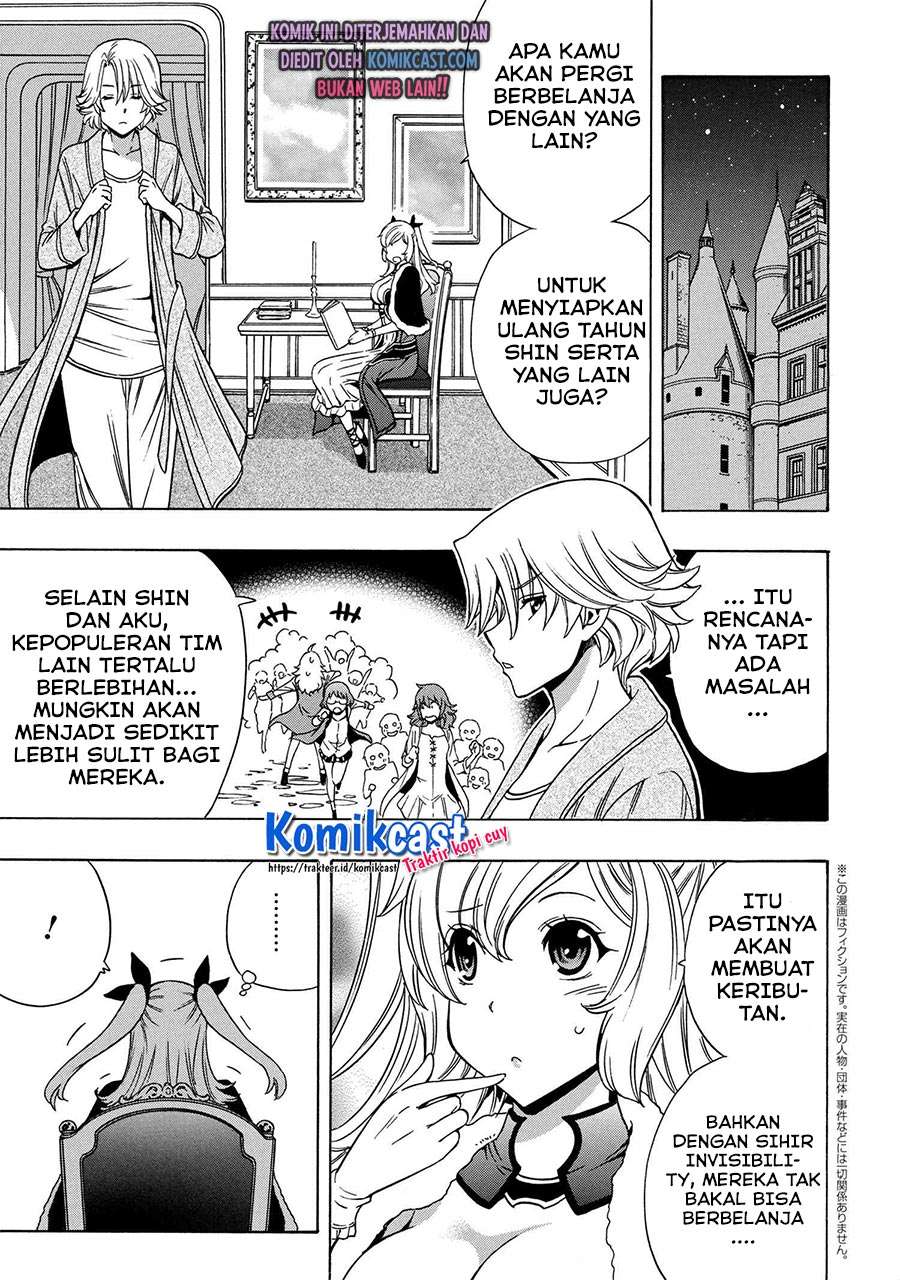 KOMIK INI DITERJEMAHKAN DAN
DIEDIT OLEH KOMIKCAST.COM
BUKAN WEB LAIN!!
APA KAMU
AKAN PERGI
BERBELANJA
DENGAN YANG
LAIN?
UNTUK
MENYIAPKAN
ULANG TAHUN
SHIN SERTA
YANG LAIN
JUGA?
... ITU
RENCANA-
NYA TAPI
ADA
MASALAH
...
SELAIN SHIN
DAN AKU,
KEPOPULERAN TIM
LAIN TERTALU
BERLEBIHAN...
MUNGKIN AKAN
MENJADI SEDIKIT
LEBIH SULIT BAGI
MEREKA.
Komikcast
Traktir kopi cuy
https://trakteer.id/komikcast
ITU
PASTINYA
AKAN
MEMBUAT
KERIBU-
TAN.
BAHKAN
DENGAN SIHIR
INVISIBILI-
TY, MEREKA TAK
BAKAL BISA
BERBELANJA
....
........
!
※この漫画はフィクションです。実在の人物・団体・事件などには一切関係ありません。